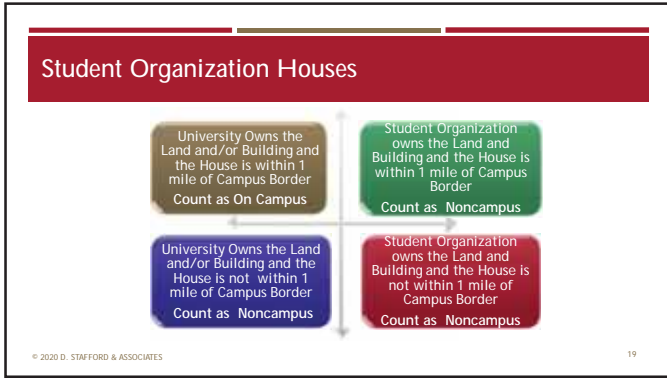 Student Organization Houses
University Owns the
Land and/or Building and
the House is within 1
mile of Campus Border
Count as On Campus
Student Organization
owns the Land and
Building and the House is
within 1 mile of Campus
Border
Count as Noncampus
University Owns the Land
and/or Building and the
House is not within 1
mile of Campus Border
Count as Noncampus
Student Organization
owns the Land and
Building and the House is
not within 1 mile of
Campus Border
Count as Noncampus
© 2020 D. STAFFORD & ASSOCIATES
19